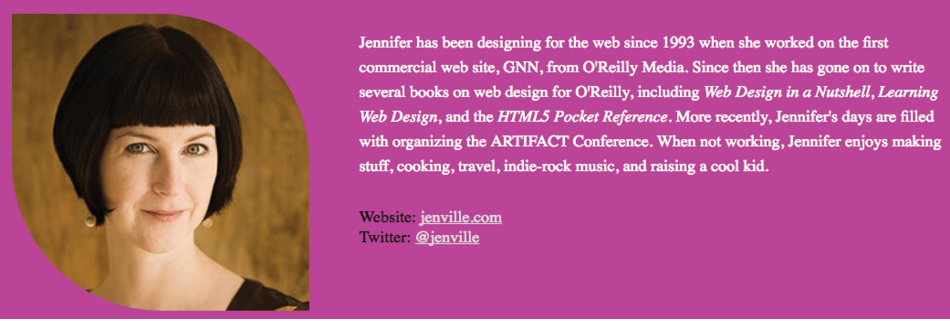 Jennifer has been designing for the web since 1993 when she worked on the first
commercial web site, GNN, from O'Reilly Media. Since then she has gone on to write
several books on web design for O'Reilly, including Web Design in a Nutshell, Learning
Web Design, and the HTML5 Pocket Reference. More recently, Jennifer's days are filled
with organizing the ARTIFACT Conference. When not working, Jennifer enjoys making
stuff, cooking, travel, indie-rock music, and raising a cool kid.
Website: jenville.com
Twitter: @jenville